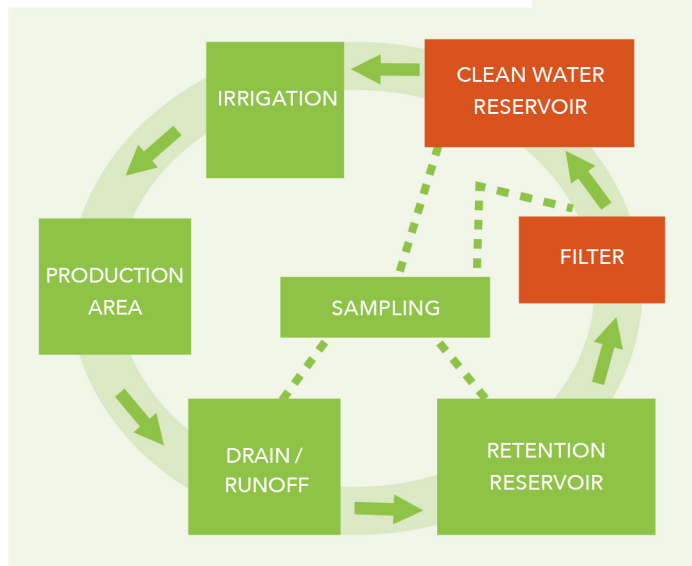 CLEAN WATER
RESERVOIR
IRRIGATION
FILTER
PRODUCTION
AREA
SAMPLING
DRAIN /
RUNOFF
RETENTION
RESERVOIR